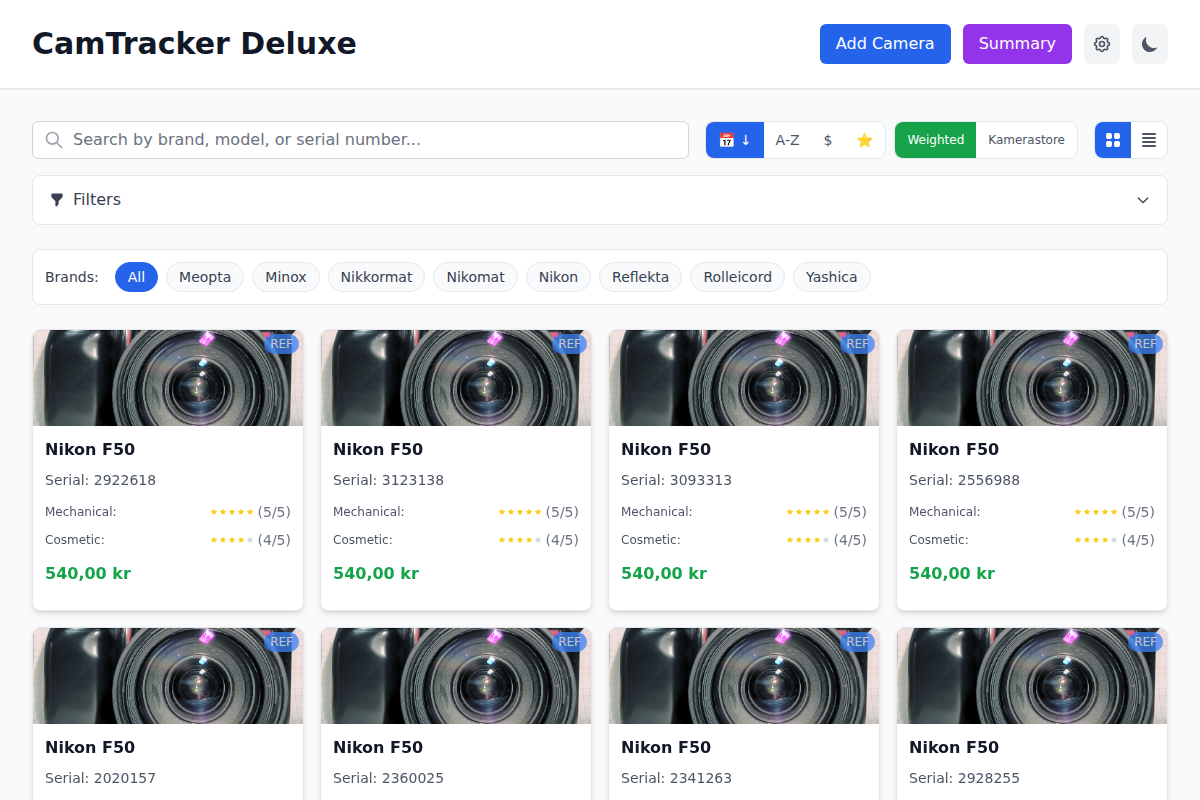 CamTracker Deluxe
Add Camera
Summary
Search by brand, model, or serial number...
↓
A-Z
$
Weighted
Kamerastore
Filters
Brands:
All
Meopta
Minox
Nikkormat
Nikomat
Nikon
Reflekta
Rolleicord
Yashica
REF
Nikon F50
Serial: 2922618
Mechanical: ★★★★★ (5/5)
Cosmetic: ★★★★★ (4/5)
540,00 kr
REF
Nikon F50
Serial: 3123138
Mechanical: ★★★★★ (5/5)
Cosmetic: ★★★★★ (4/5)
540,00 kr
REF
Nikon F50
Serial: 3093313
Mechanical: ★★★★★ (5/5)
Cosmetic: ★★★★★ (4/5)
540,00 kr
REF
Nikon F50
Serial: 2556988
Mechanical: ★★★★★ (5/5)
Cosmetic: ★★★★★ (4/5)
540,00 kr
REF
Nikon F50
Serial: 2020157
REF
Nikon F50
Serial: 2360025
REF
Nikon F50
Serial: 2341263
REF
Nikon F50
Serial: 2928255